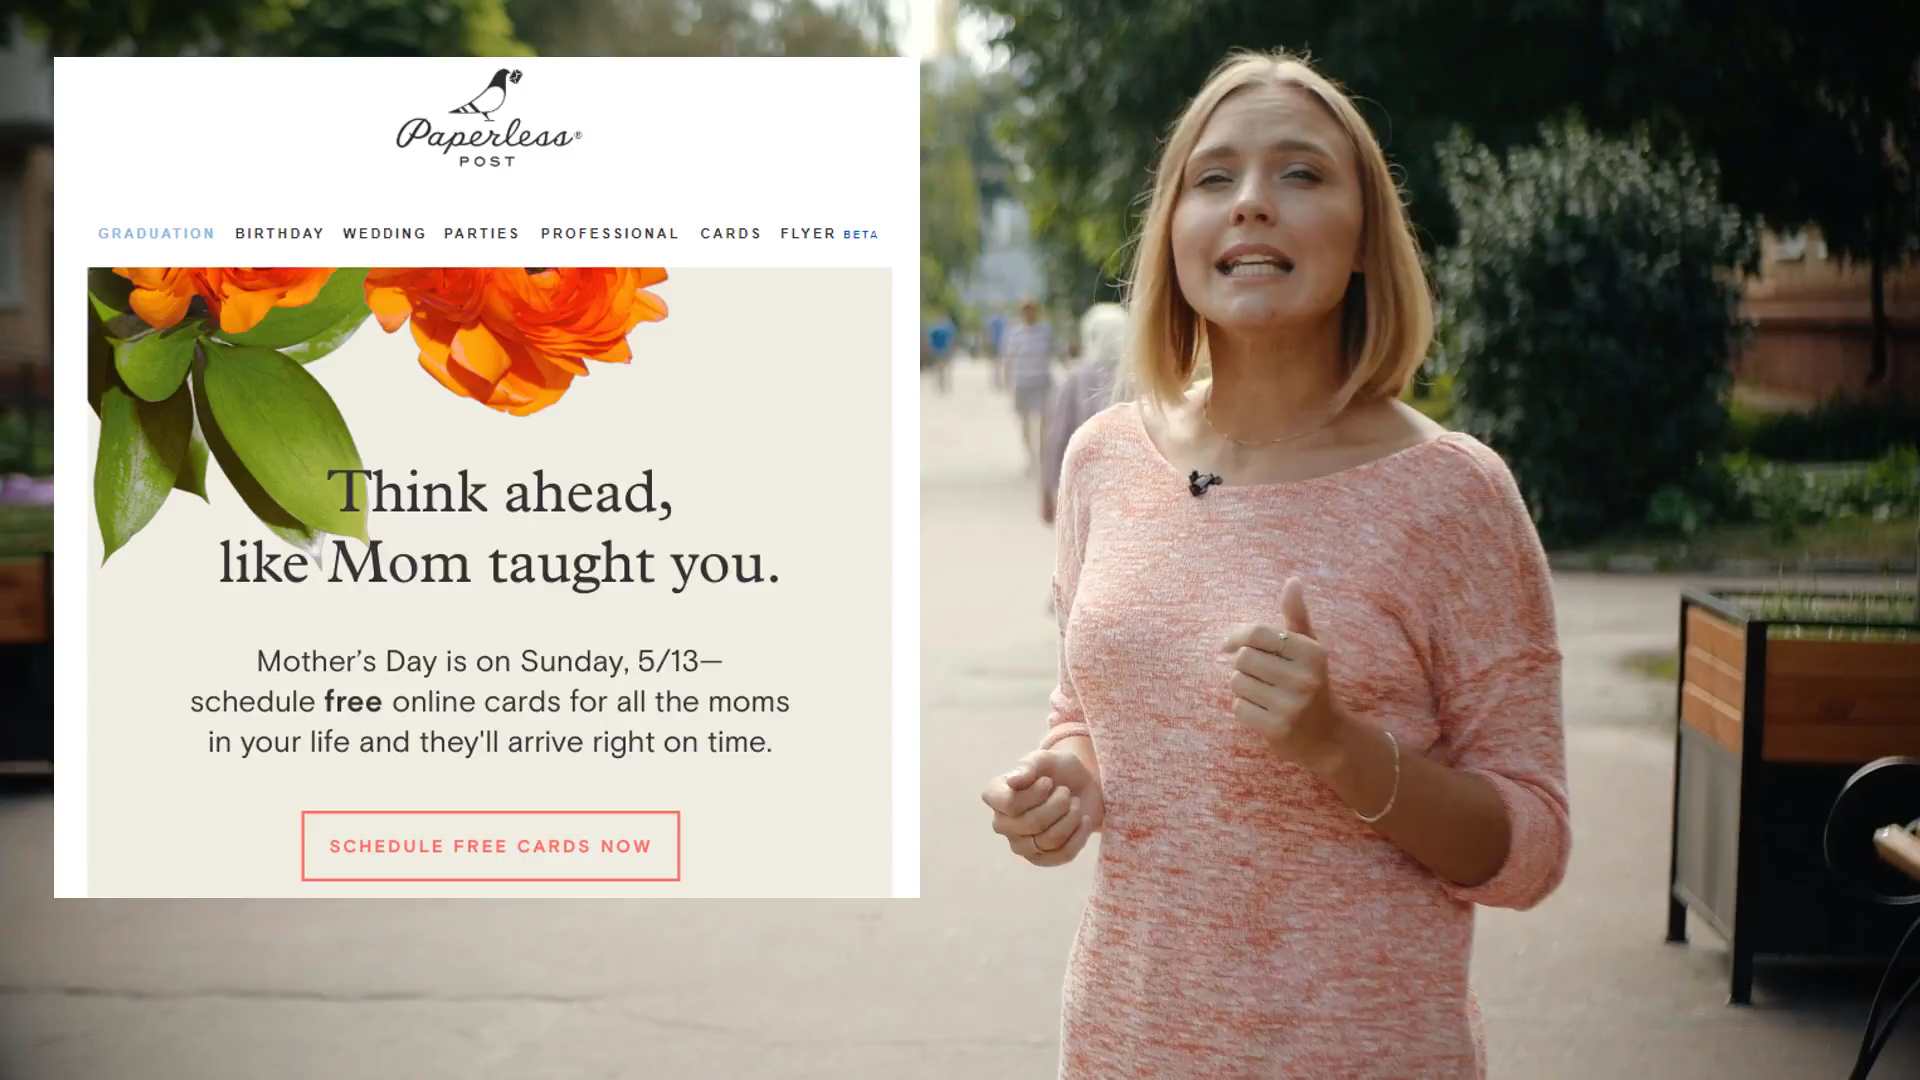 Paperless®
POST
GRADUATION BIRTHDAY WEDDING PARTIES PROFESSIONAL CARDS FLYER BETA
Think ahead,
like Mom taught you.
Mother’s Day is on Sunday, 5/13—
schedule free online cards for all the moms
in your life and they'll arrive right on time.
SCHEDULE FREE CARDS NOW